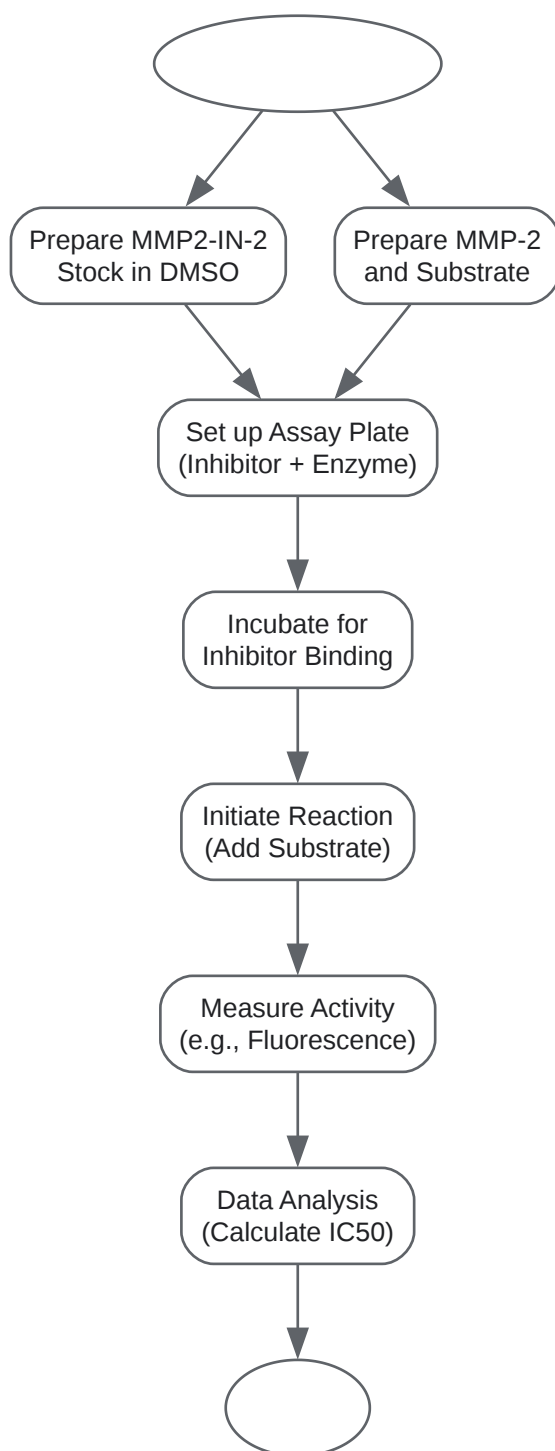 Prepare MMP2-IN-2
Stock in DMSO
Prepare MMP-2
and Substrate
Set up Assay Plate
(Inhibitor + Enzyme)
Incubate for
Inhibitor Binding
Initiate Reaction
(Add Substrate)
Measure Activity
(e.g., Fluorescence)
Data Analysis
(Calculate IC50)